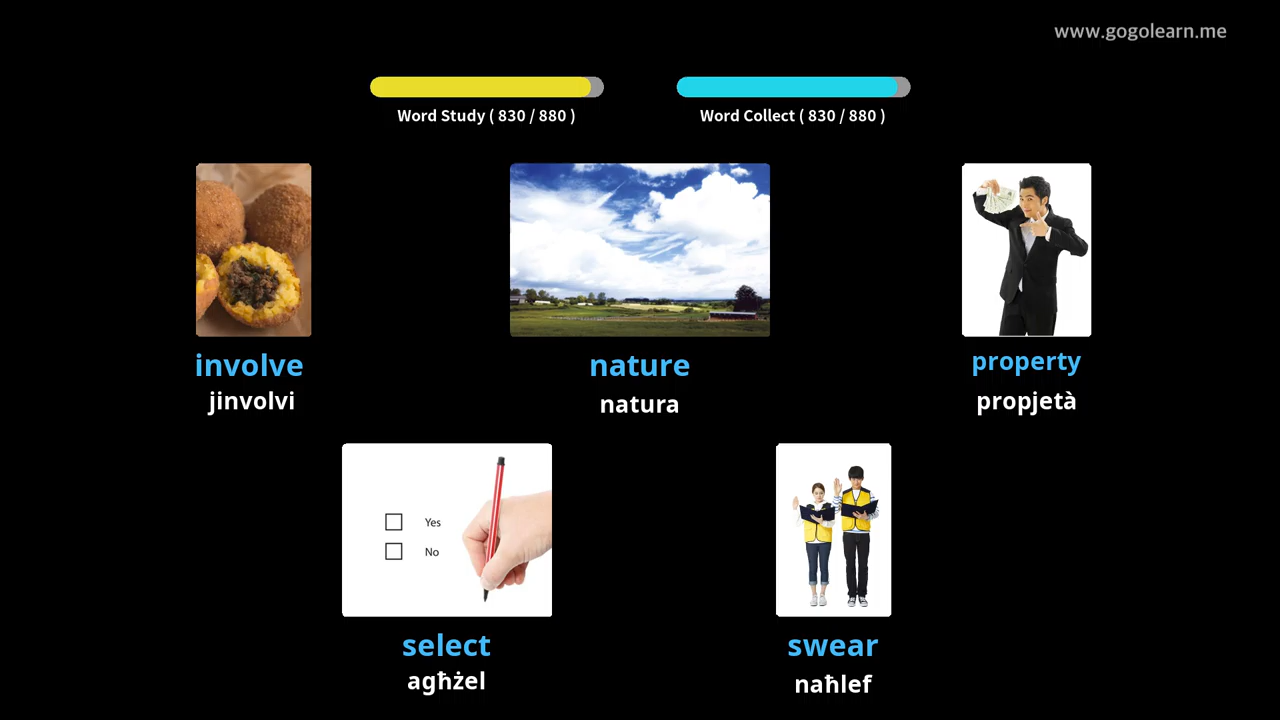 www.gogolearn.me
Word Study ( 830 / 880 )
Word Collect ( 830 / 880 )
involve
jinvolvi
nature
natura
property
propjetà
Yes
No
select
agħżel
swear
naħlef